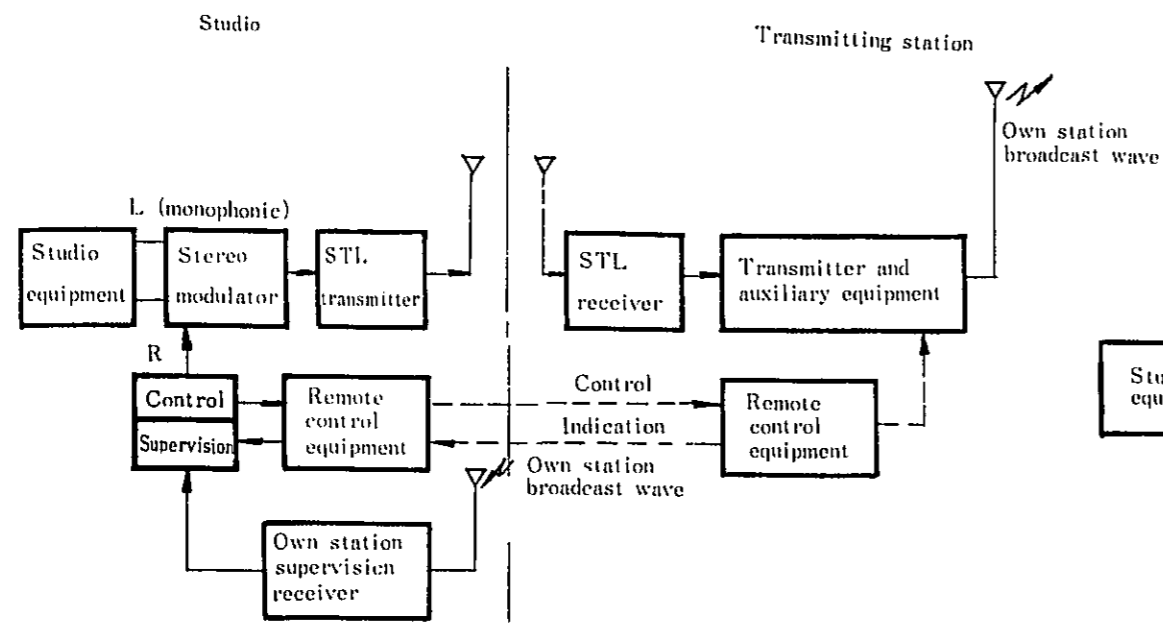 Studio
Transmitting station
Own station
broadcast wave
L (monophonic)
Studio
equipment
Stereo
modulator
STL
transmitter
STL
receiver
Transmitter and
auxiliary equipment
R
Control
Supervision
Remote
control
equipment
Control
Indication
Remote
control
equipment
Own station
broadcast wave
Own station
supervision
receiver
Stu
equ